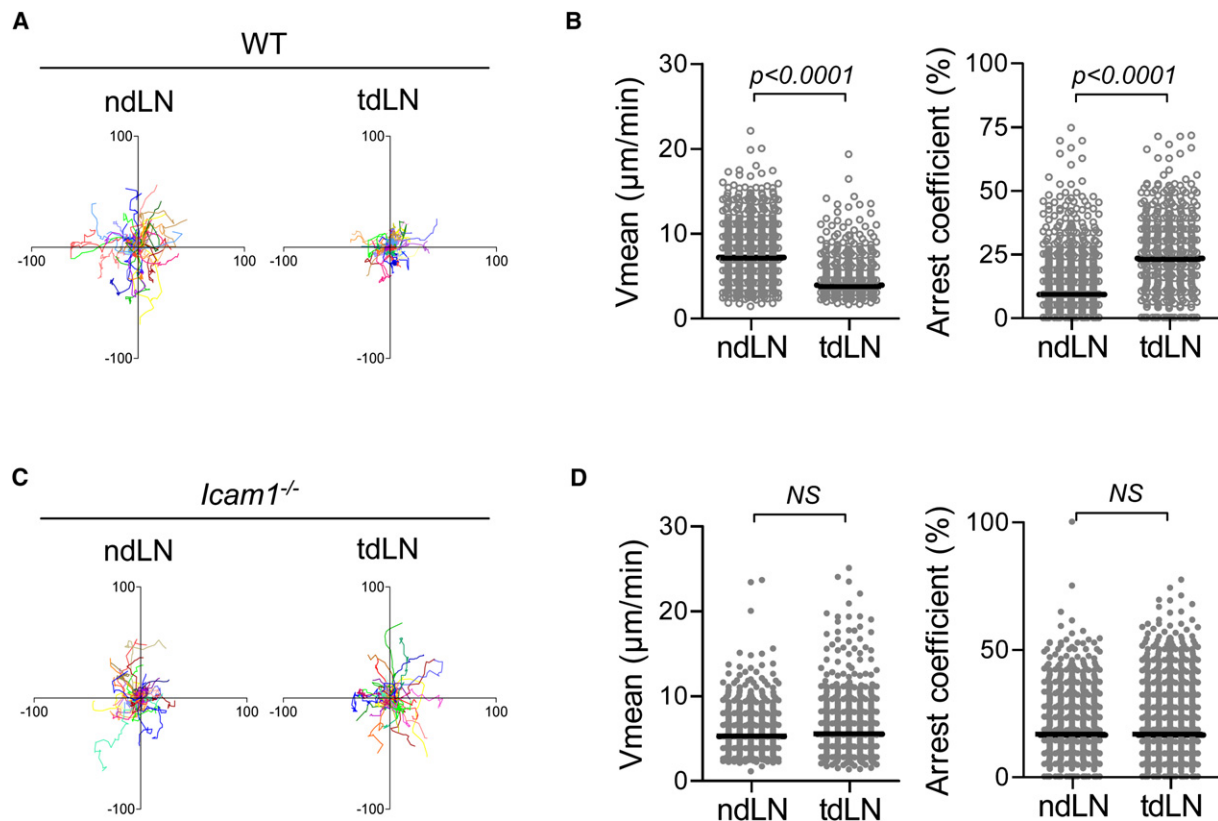 A
WT
ndLN
tdLN
100
-100
100
-100
100
-100
100
-100
B
Vmean (µm/min)
30
20
10
0
p<0.0001
ndLN
tdLN
Arrest coefficient (%)
100
75
50
25
0
p<0.0001
ndLN
tdLN
C
Icam1-/-
ndLN
tdLN
100
-100
100
-100
100
-100
100
-100
D
Vmean (µm/min)
30
20
10
0
NS
ndLN
tdLN
Arrest coefficient (%)
100
50
0
NS
ndLN
tdLN